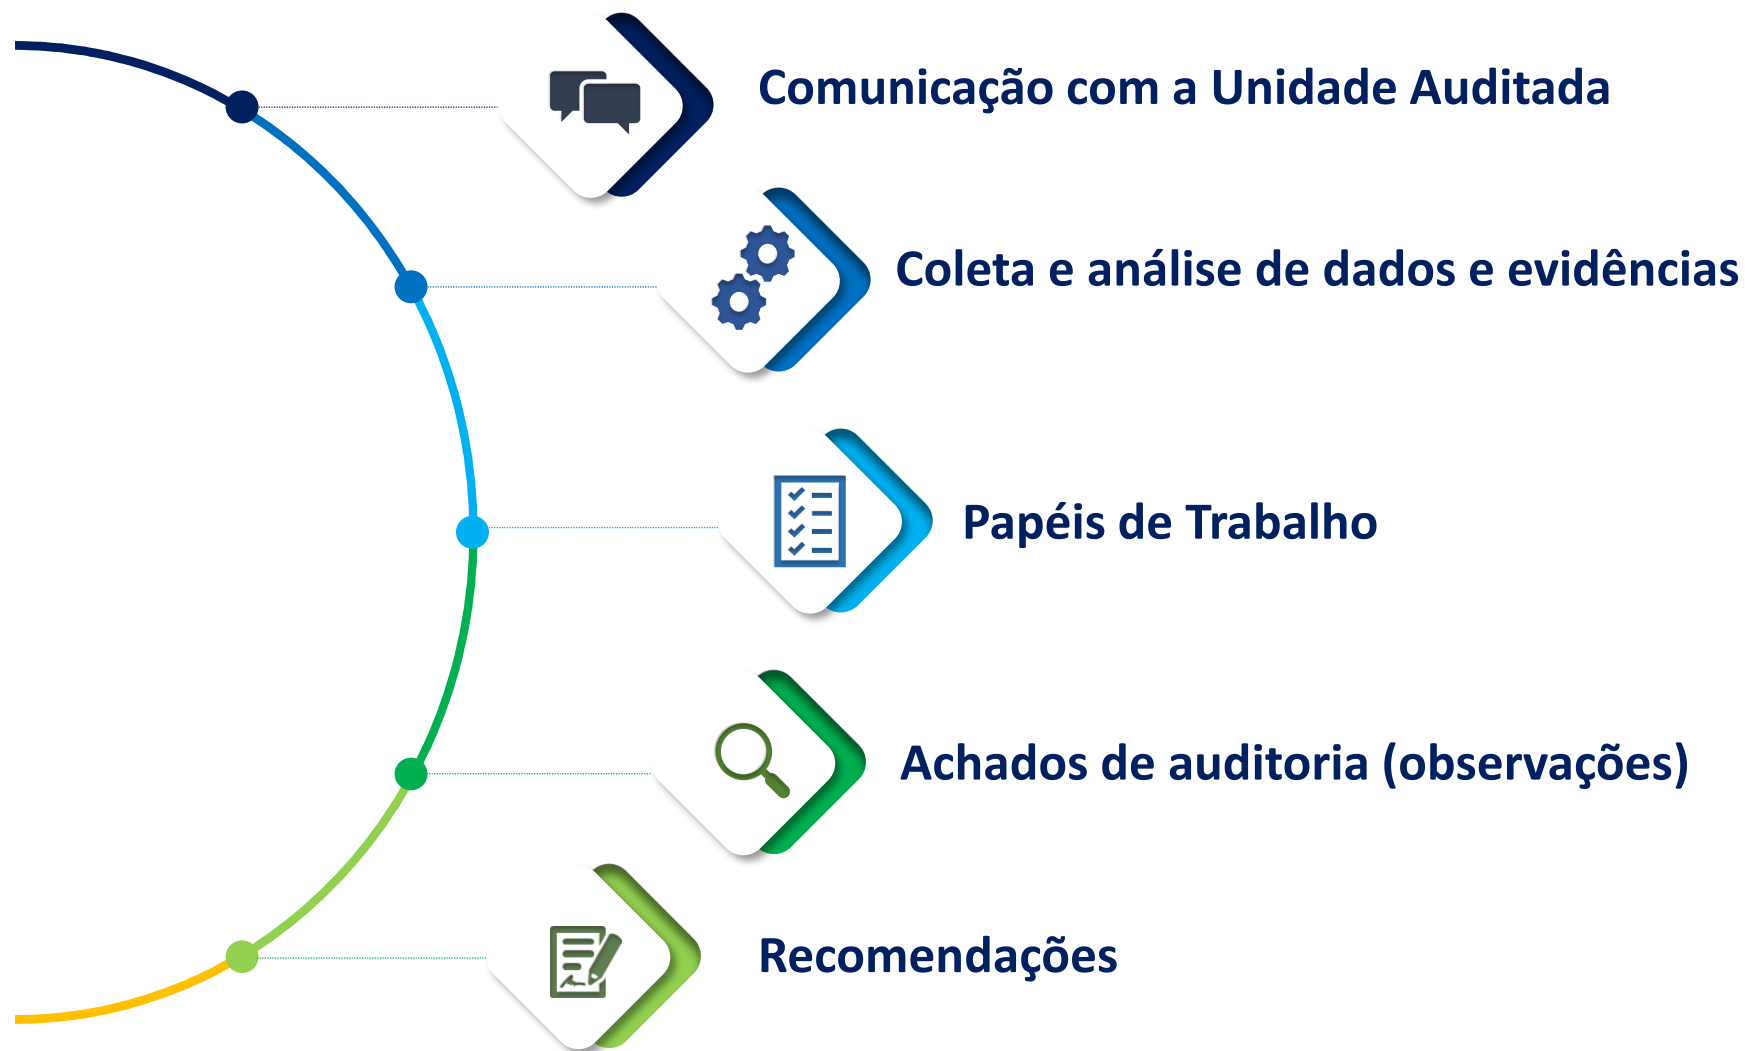 Comunicação com a Unidade Auditada
Coleta e análise de dados e evidências
Papéis de Trabalho
Achados de auditoria (observações)
Recomendações